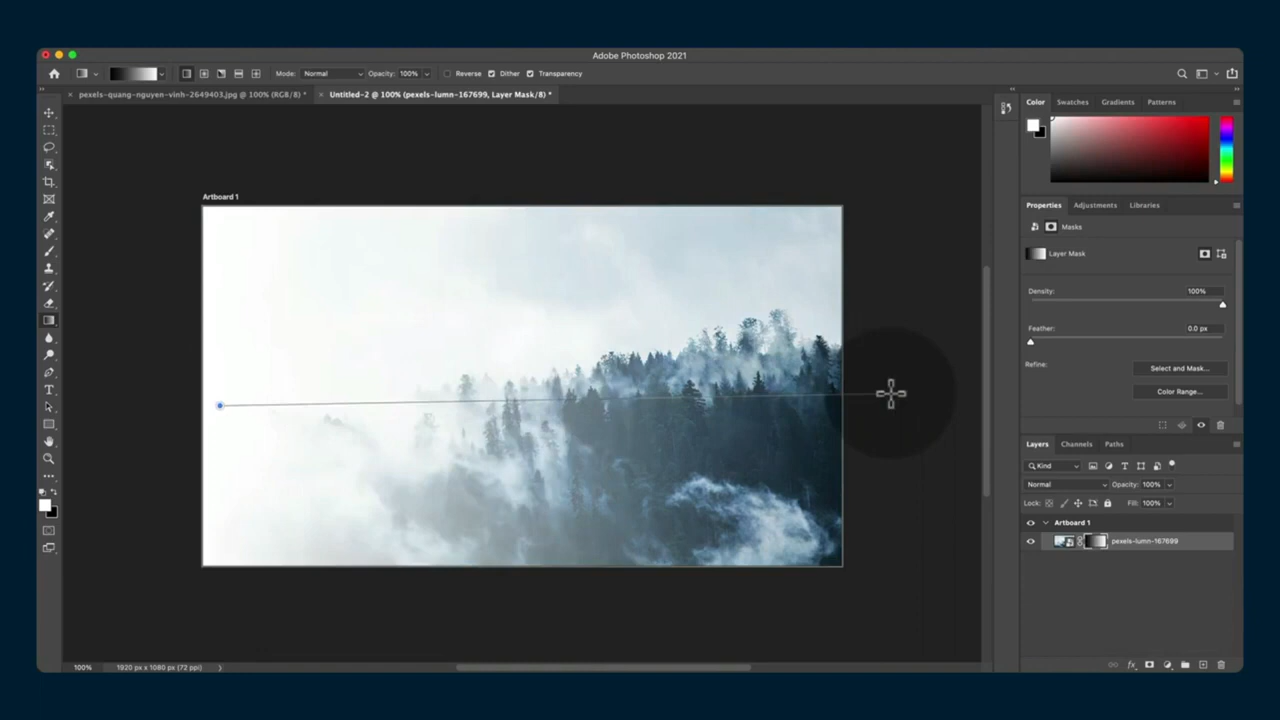 Adobe Photoshop 2021
Mode: Normal Opacity: 100% Reverse Dither Transparency
pexels-quang-nguyen-vinh-2649403.jpg @ 100% (RGB/8) * Untitled-2 @ 100% (pexels-lumn-167699, Layer Mask/8) *
Artboard 1
Color Swatches Gradients Patterns
Properties Adjustments Libraries
Masks
Layer Mask
Density: 100%
Feather: 0.0 px
Refine: Select and Mask...
Color Range...
Layers Channels Paths
Kind
Normal Opacity: 100%
Lock: Fill: 100%
Artboard 1
pexels-lumn-167699
100% 1920 px x 1080 px (72 ppi)